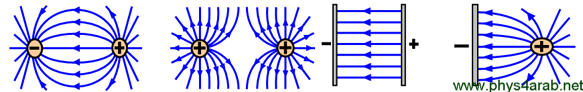 - + + + - + - +
www.phys4arab.net